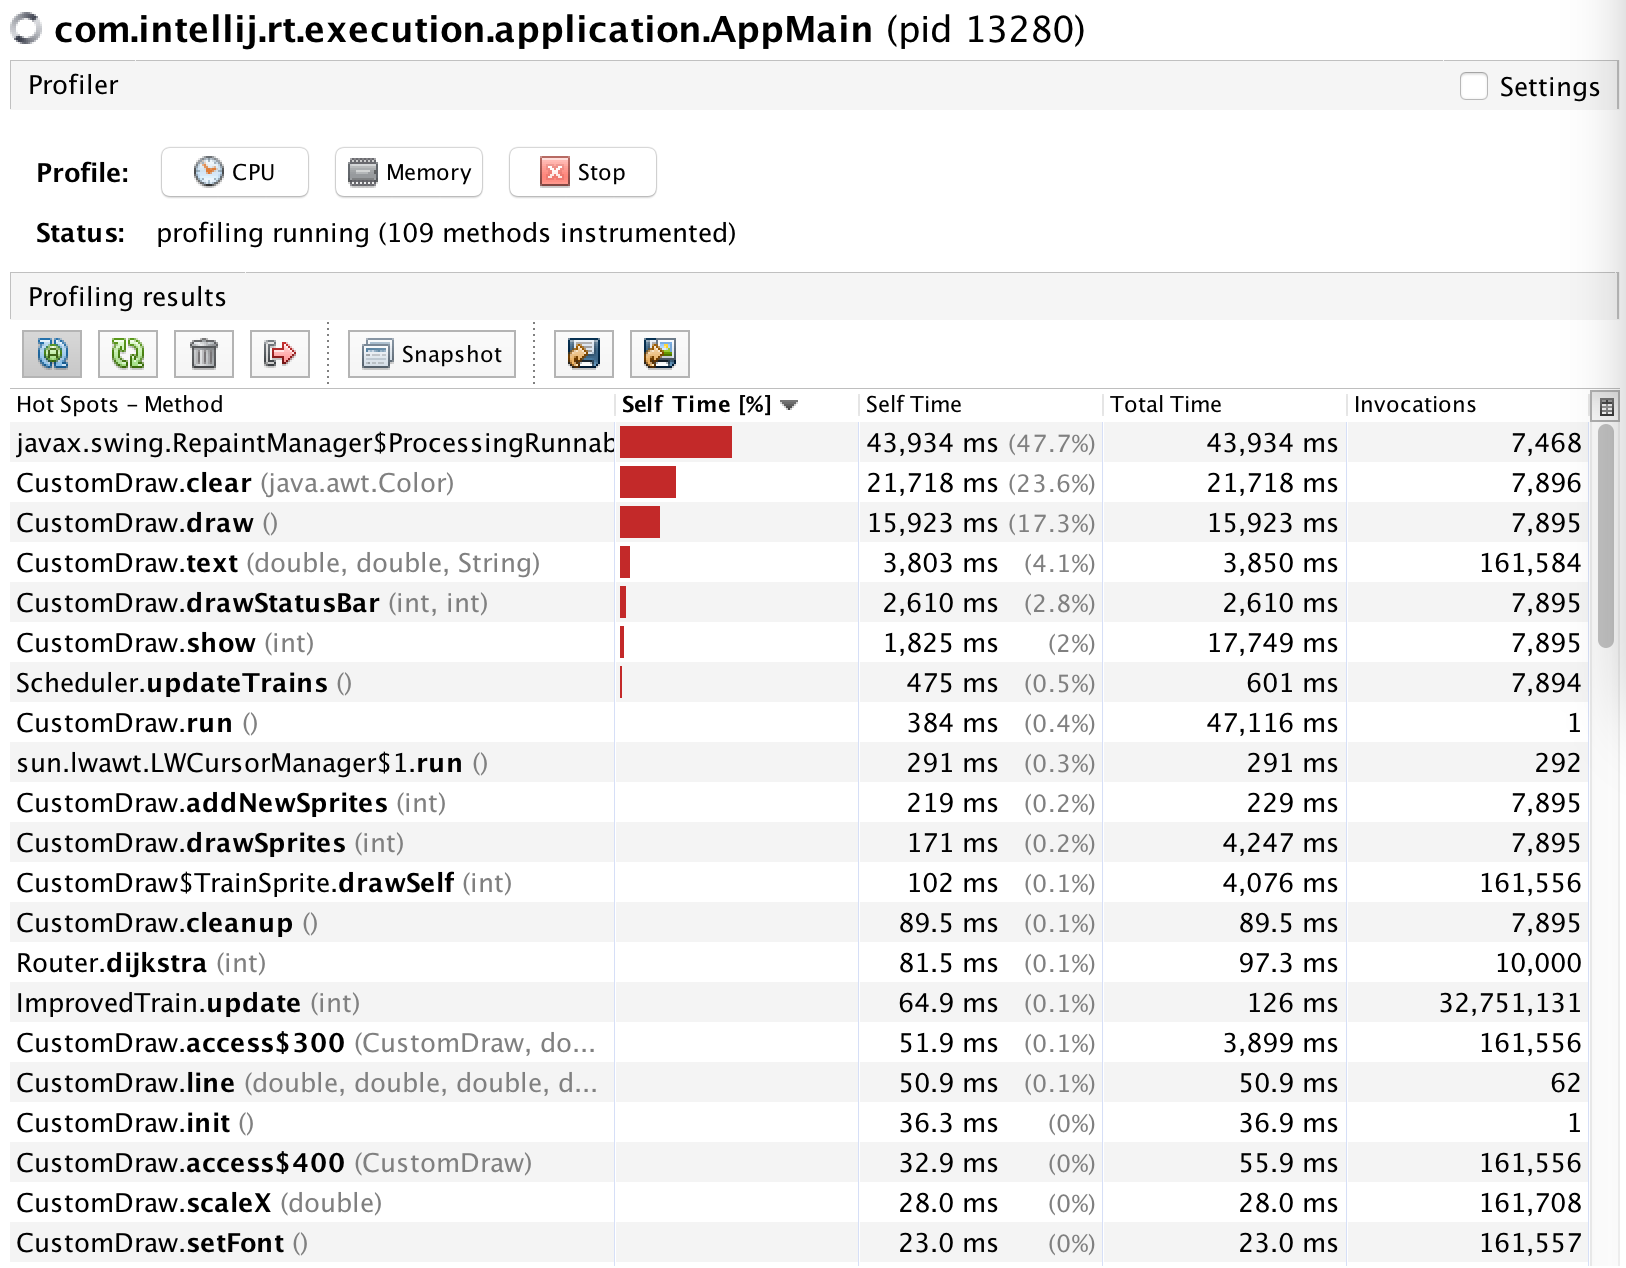 com.intellij.rt.execution.application.AppMain (pid 13280)
Profiler Settings
Profile: CPU Memory Stop
Status: profiling running (109 methods instrumented)
Profiling results
Snapshot
Hot Spots – Method Self Time [%] Self Time Total Time Invocations
javax.swing.RepaintManager$ProcessingRunnab 43,934 ms (47.7%) 43,934 ms 7,468
CustomDraw.clear (java.awt.Color) 21,718 ms (23.6%) 21,718 ms 7,896
CustomDraw.draw () 15,923 ms (17.3%) 15,923 ms 7,895
CustomDraw.text (double, double, String) 3,803 ms (4.1%) 3,850 ms 161,584
CustomDraw.drawStatusBar (int, int) 2,610 ms (2.8%) 2,610 ms 7,895
CustomDraw.show (int) 1,825 ms (2%) 17,749 ms 7,895
Scheduler.updateTrains () 475 ms (0.5%) 601 ms 7,894
CustomDraw.run () 384 ms (0.4%) 47,116 ms 1
sun.lwawt.LWCursorManager$1.run () 291 ms (0.3%) 291 ms 292
CustomDraw.addNewSprites (int) 219 ms (0.2%) 229 ms 7,895
CustomDraw.drawSprites (int) 171 ms (0.2%) 4,247 ms 7,895
CustomDraw$TrainSprite.drawSelf (int) 102 ms (0.1%) 4,076 ms 161,556
CustomDraw.cleanup () 89.5 ms (0.1%) 89.5 ms 7,895
Router.dijkstra (int) 81.5 ms (0.1%) 97.3 ms 10,000
ImprovedTrain.update (int) 64.9 ms (0.1%) 126 ms 32,751,131
CustomDraw.access$300 (CustomDraw, do... 51.9 ms (0.1%) 3,899 ms 161,556
CustomDraw.line (double, double, double, d... 50.9 ms (0.1%) 50.9 ms 62
CustomDraw.init () 36.3 ms (0%) 36.9 ms 1
CustomDraw.access$400 (CustomDraw) 32.9 ms (0%) 55.9 ms 161,556
CustomDraw.scaleX (double) 28.0 ms (0%) 28.0 ms 161,708
CustomDraw.setFont () 23.0 ms (0%) 23.0 ms 161,557